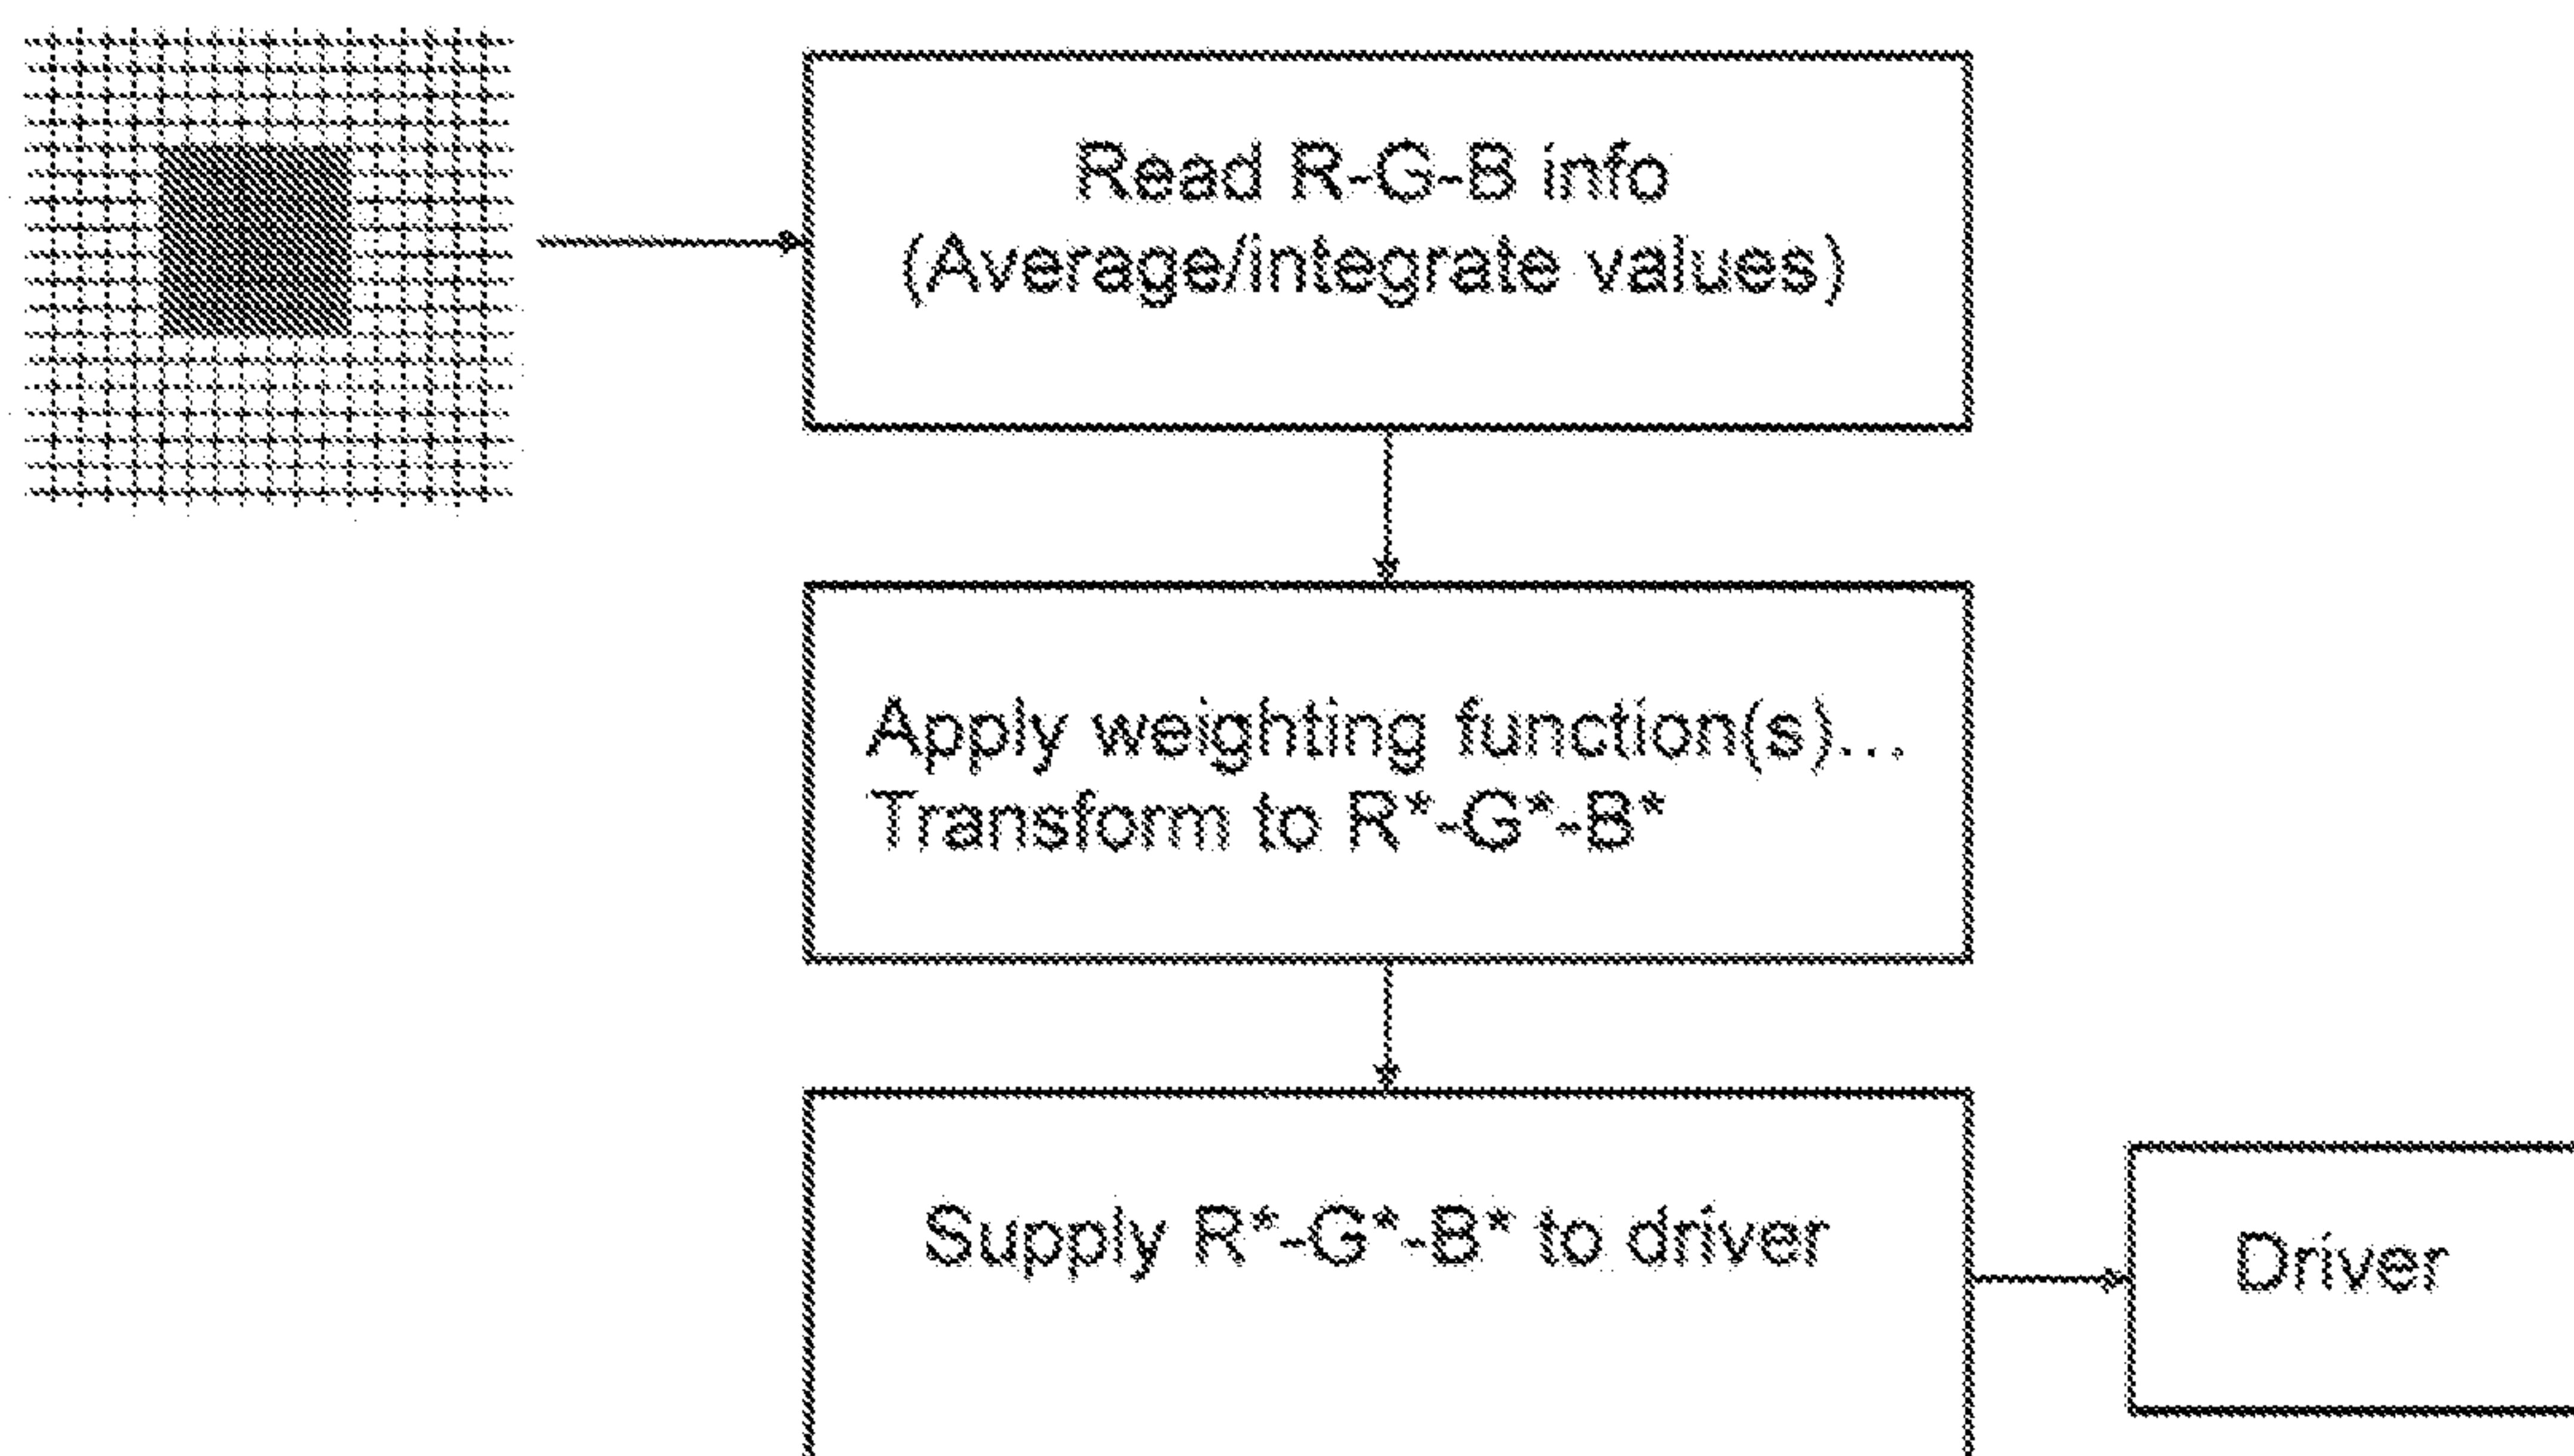 Read R-G-B info
(Average/integrate values)
Apply weighting function(s)...
Transform to R*-G*-B*
Supply R*-G*-B* to driver
Driver